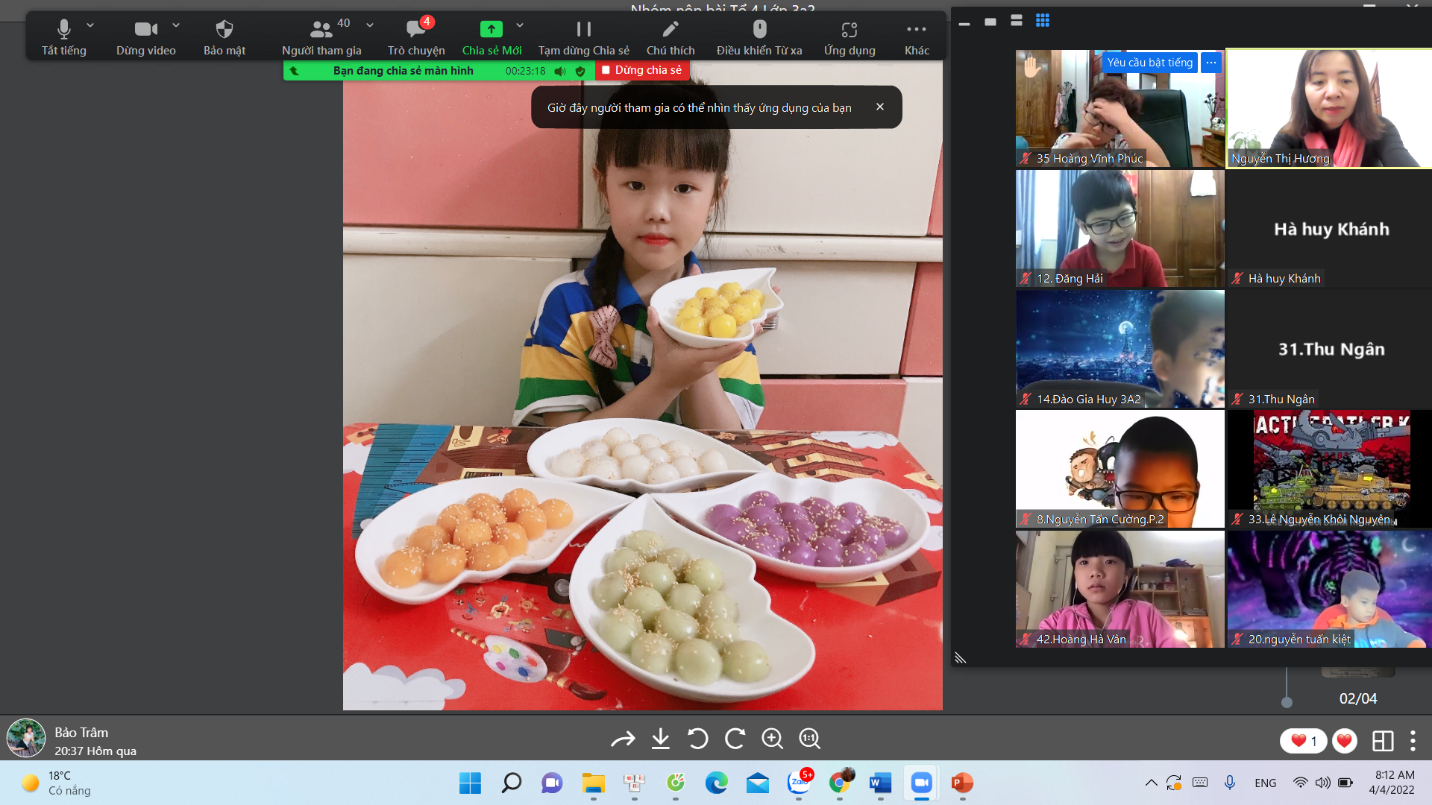 Nhóm nộp bài Tổ 4 Lớp 3a2
40
4
Tắt tiếng
Dừng video
Bảo mật
Người tham gia
Trò chuyện
Chia sẻ Mới
Tạm dừng Chia sẻ
Chú thích
Điều khiển Từ xa
Ứng dụng
Khác
Bạn đang chia sẻ màn hình
00:23:18
Dừng chia sẻ
Giờ đây người tham gia có thể nhìn thấy ứng dụng của bạn
Yêu cầu bật tiếng
35 Hoàng Vĩnh Phúc
Nguyễn Thị Hương
12. Đăng Hải
Hà huy Khánh
Hà huy Khánh
14.Đào Gia Huy 3A2
31.Thu Ngân
31.Thu Ngân
8.Nguyễn Tấn Cường.P.2
33.Lê Nguyễn Khôi Nguyên
42.Hoàng Hà Vân
20.nguyễn tuấn kiệt
02/04
Bảo Trâm
20:37 Hôm qua
1:1
1
18°C
Có nắng
Zalo
5+
ENG
8:12 AM
4/4/2022